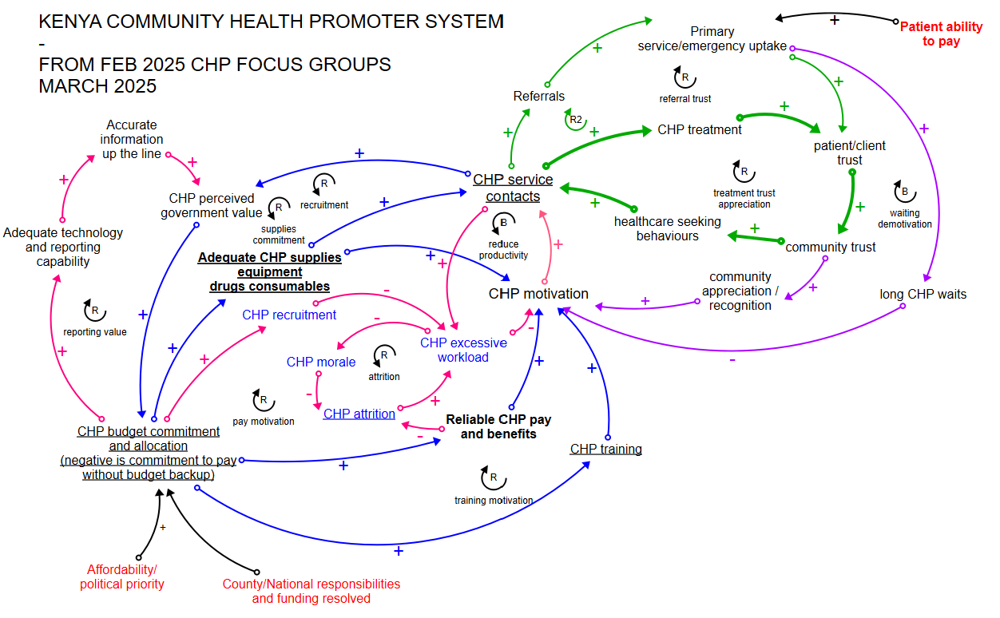 KENYA COMMUNITY HEALTH PROMOTER SYSTEM
-
FROM FEB 2025 CHP FOCUS GROUPS
MARCH 2025
+
Patient ability
to pay
Primary
service/emergency uptake
+
R
referral trust
+
Referrals
R2
+
+
CHP treatment
+
+
patient/client
trust
Accurate
information
up the line
+
+
+
CHP service
contacts
R
recruitment
CHP perceived
government value
R
supplies
commitment
+
+
R
treatment trust
appreciation
B
waiting
demotivation
+
healthcare seeking
behaviours
+
community trust
Adequate technology
and reporting
capability
B
reduce
productivity
+
Adequate CHP supplies
equipment
drugs consumables
+
+
community
appreciation /
recognition
+
+
long CHP waits
CHP motivation
-
-
R
reporting value
+
CHP recruitment
-
-
CHP excessive
workload
+
+
+
CHP morale
R
attrition
+
+
-
-
R
pay motivation
+
CHP attrition
Reliable CHP pay
and benefits
-
CHP budget commitment
and allocation
(negative is commitment to pay
without budget backup)
CHP training
+
R
training motivation
+
+
Affordability/
political priority
County/National responsibilities
and funding resolved